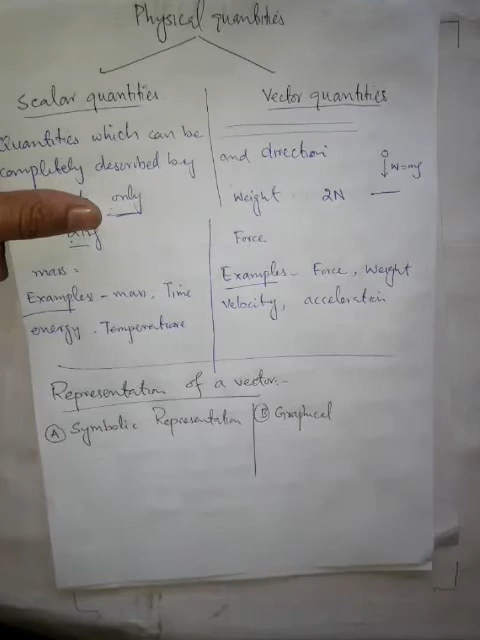 Physical quantities
Scalar quantities
Quantities which can be
completely described by
only
mass =
Examples - mass, Time
energy, Temperature
Vector quantities
and direction
W=mg
Weight 2N
Force
Examples - Force, Weight
Velocity, acceleration
Representation of a vector:-
A Symbolic Representation
B Graphical